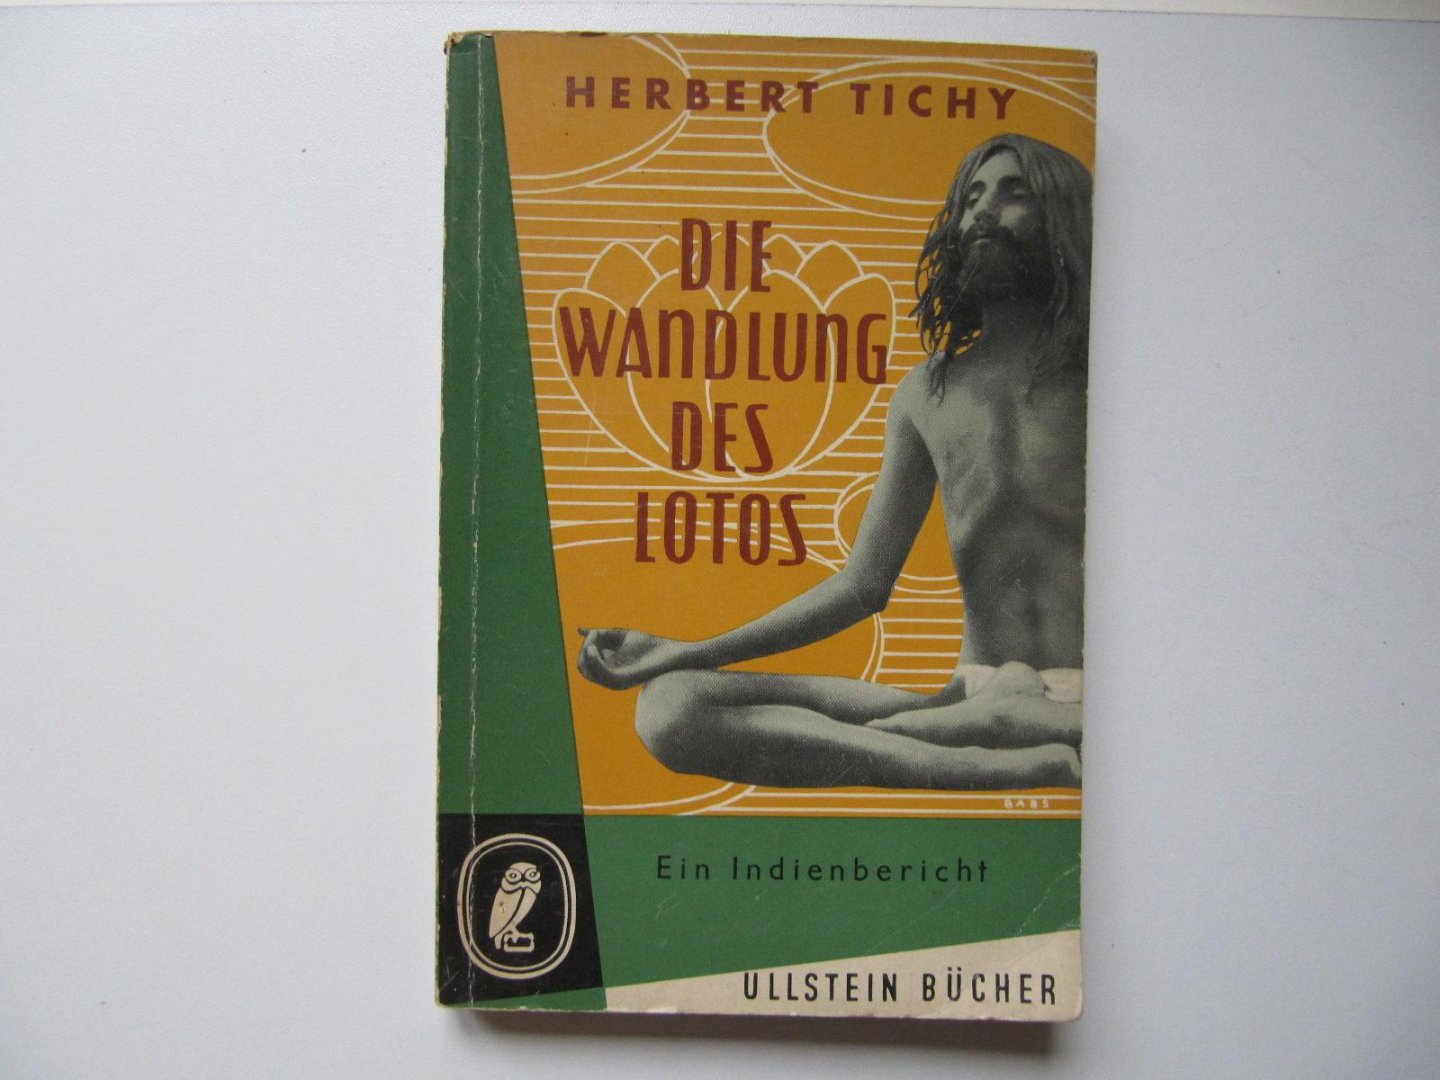 HERBERT TICHY
DIE
WANDLUNG
DES
LOTOS
BABS
Ein Indienbericht
ULLSTEIN BÜCHER